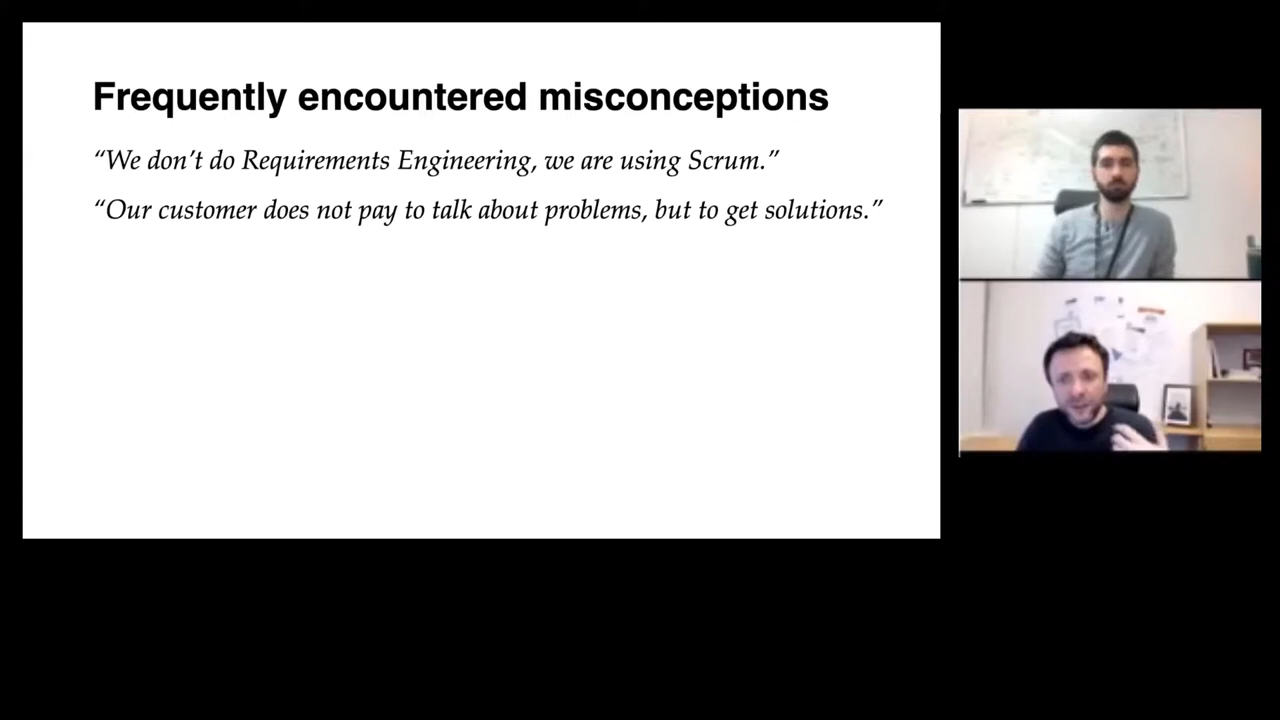 Frequently encountered misconceptions
“We don’t do Requirements Engineering, we are using Scrum.”
“Our customer does not pay to talk about problems, but to get solutions.”